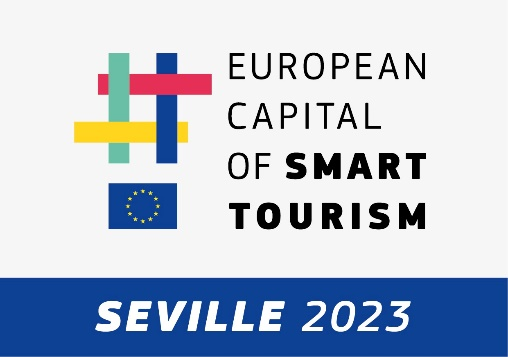 EUROPEAN
CAPITAL
OF SMART
TOURISM
SEVILLE 2023